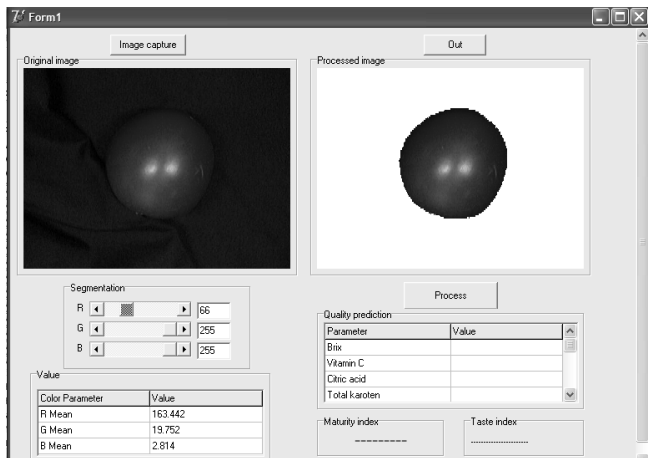 Form1
Image capture
Out
Original image
Processed image
Segmentation
R 66
G 255
B 255
Process
Quality prediction
Parameter Value
Brix
Vitamin C
Citric acid
Total karoten
Value
Color Parameter Value
R Mean 163.442
G Mean 19.752
B Mean 2.814
Maturity index
---------
Taste index
----------------------